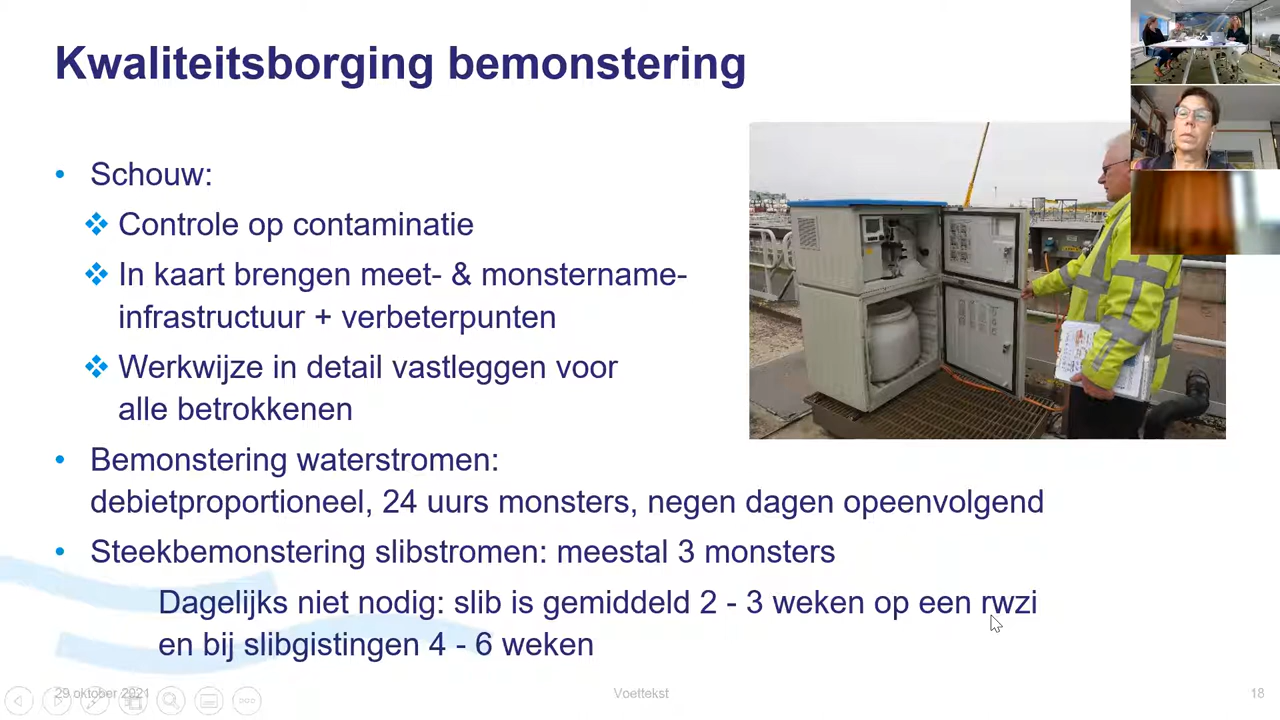 Kwaliteitsborging bemonstering
• Schouw:
❖ Controle op contaminatie
❖ In kaart brengen meet- & monstername-
infrastructuur + verbeterpunten
❖ Werkwijze in detail vastleggen voor
alle betrokkenen
• Bemonstering waterstromen:
debietproportioneel, 24 uurs monsters, negen dagen opeenvolgend
• Steekbemonstering slibstromen: meestal 3 monsters
Dagelijks niet nodig: slib is gemiddeld 2 - 3 weken op een rwzi
en bij slibgistingen 4 - 6 weken
29 oktober 2021
Voettekst
18